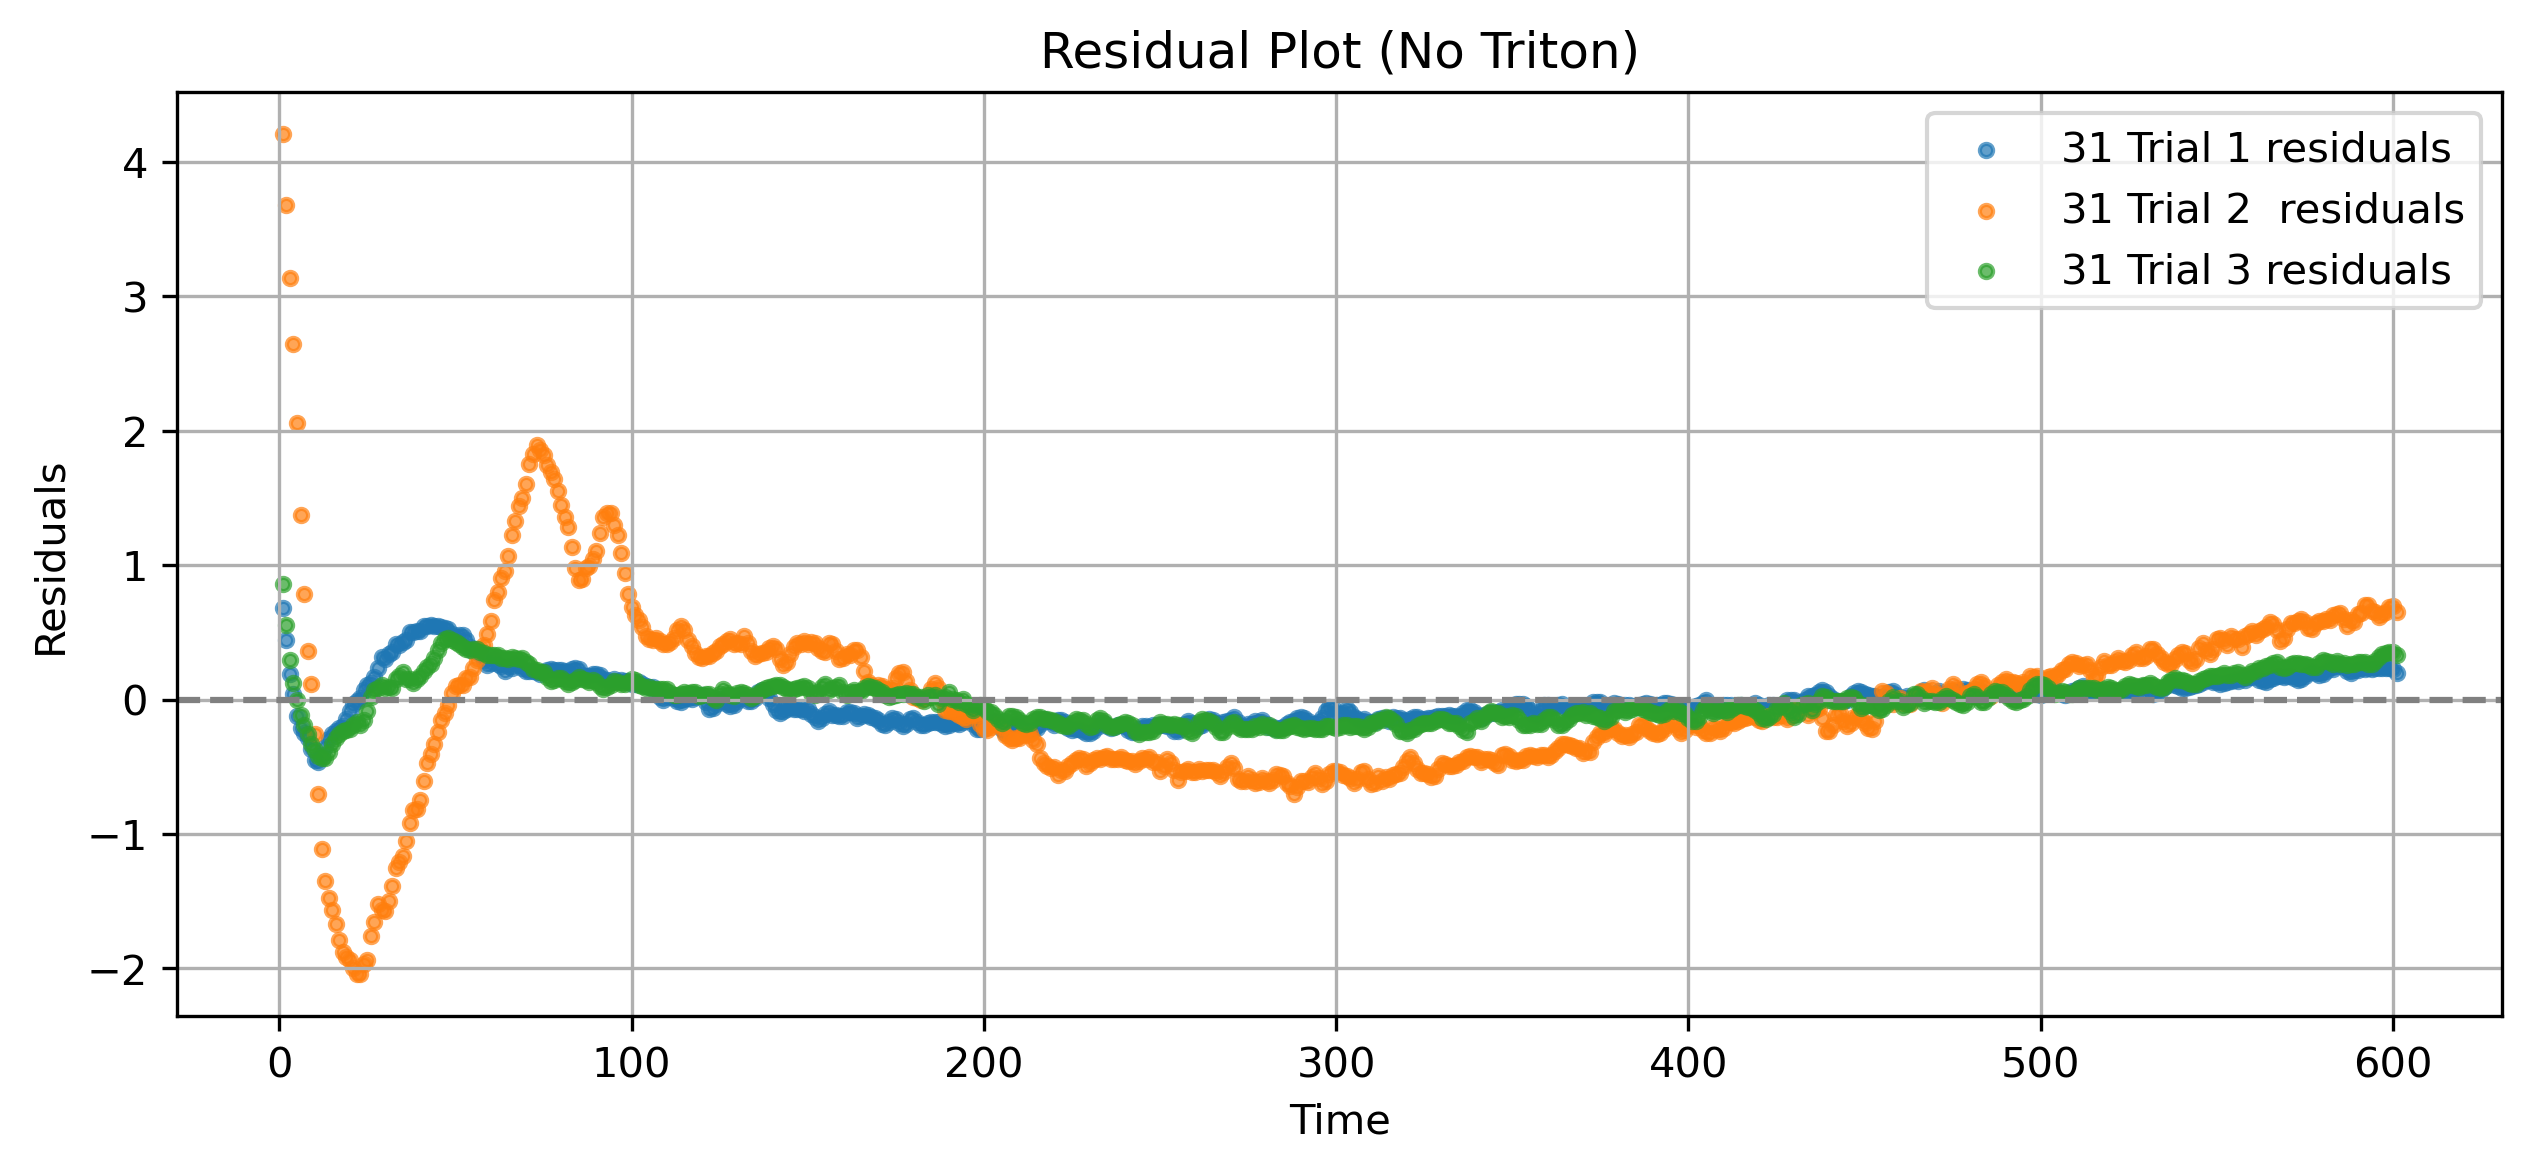 Residual Plot (No Triton)
31 Trial 1 residuals
31 Trial 2  residuals
31 Trial 3 residuals
Residuals
4
3
2
1
0
−1
−2
0 100 200 300 400 500 600
Time